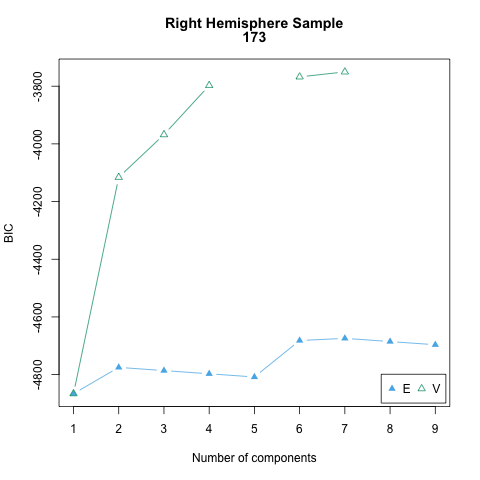 Right Hemisphere Sample
173
BIC
-3800
-4000
-4200
-4400
-4600
-4800
1 2 3 4 5 6 7 8 9
Number of components
E V